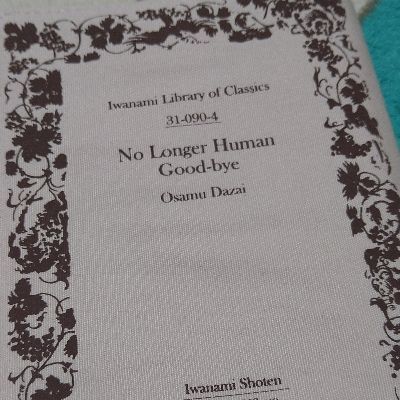 Iwanami Library of Classics
31-090-4
No Longer Human
Good-bye
Osamu Dazai
Iwanami Shoten